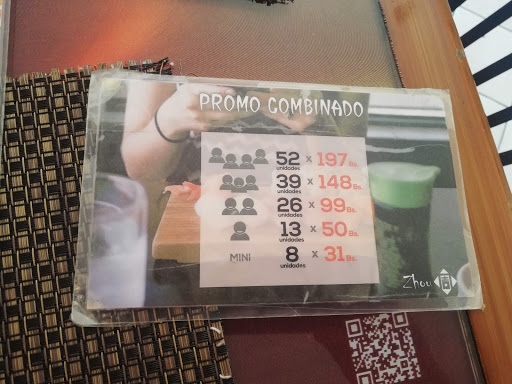 PROMO COMBINADO
52 unidades x 197 Bs.
39 unidades x 148 Bs.
26 unidades x 99 Bs.
13 unidades x 50 Bs.
MINI 8 unidades x 31 Bs.
Zhou